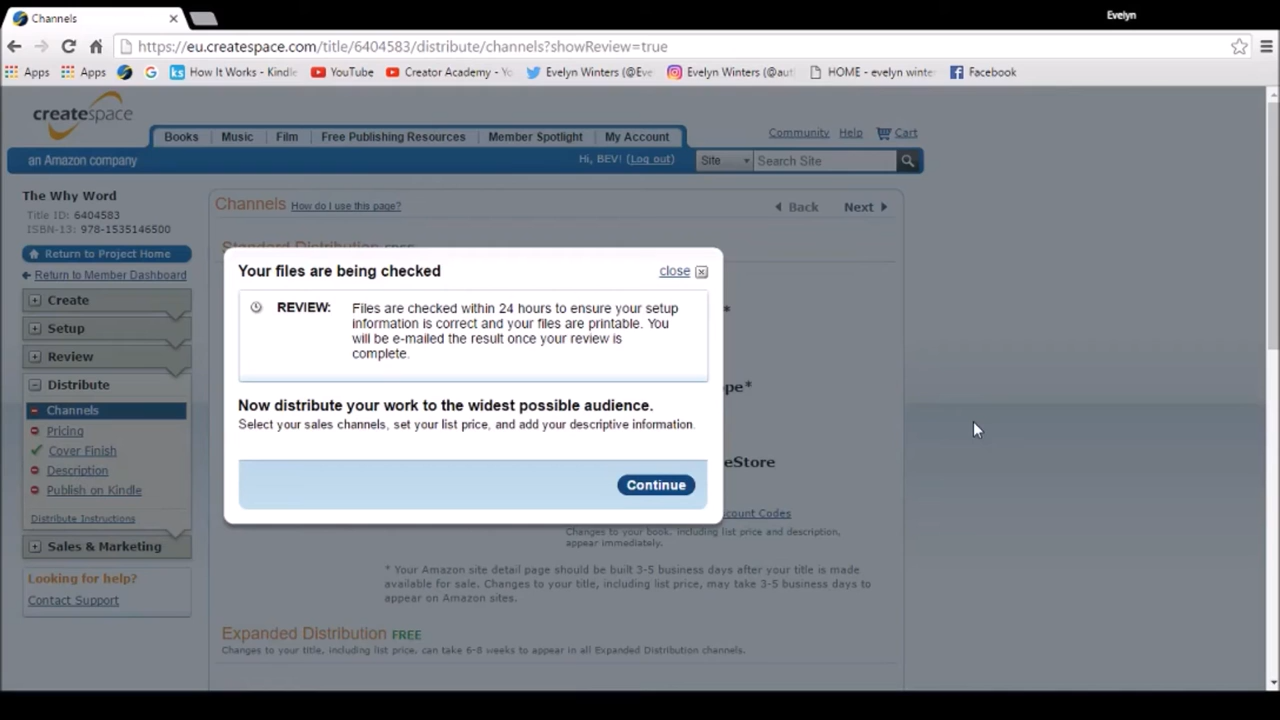 Channels
Evelyn
https://eu.createspace.com/title/6404583/distribute/channels?showReview=true
Apps Apps G ks How It Works - Kindle YouTube Creator Academy - Yo Evelyn Winters (@Eve Evelyn Winters (@aut HOME - evelyn winte Facebook
createspace
Books Music Film Free Publishing Resources Member Spotlight My Account
Community Help Cart
an Amazon company
Hi, BEV! (Log out)
Site Search Site
The Why Word
Title ID: 6404583
ISBN-13: 978-1535146500
Return to Project Home
Return to Member Dashboard
Create
Setup
Review
Distribute
Channels
Pricing
Cover Finish
Description
Publish on Kindle
Distribute Instructions
Sales & Marketing
Looking for help?
Contact Support
Channels How do I use this page?
Back Next
Standard Distribution FREE
Your files are being checked
close
REVIEW: Files are checked within 24 hours to ensure your setup
information is correct and your files are printable. You
will be e-mailed the result once your review is
complete.
Now distribute your work to the widest possible audience.
Select your sales channels, set your list price, and add your descriptive information.
Continue
*
ope*
eStore
count Codes
Changes to your book, including list price and description,
appear immediately.
* Your Amazon site detail page should be built 3-5 business days after your title is made
available for sale. Changes to your title, including list price, may take 3-5 business days to
appear on Amazon sites.
Expanded Distribution FREE
Changes to your title, including list price, can take 6-8 weeks to appear in all Expanded Distribution channels.